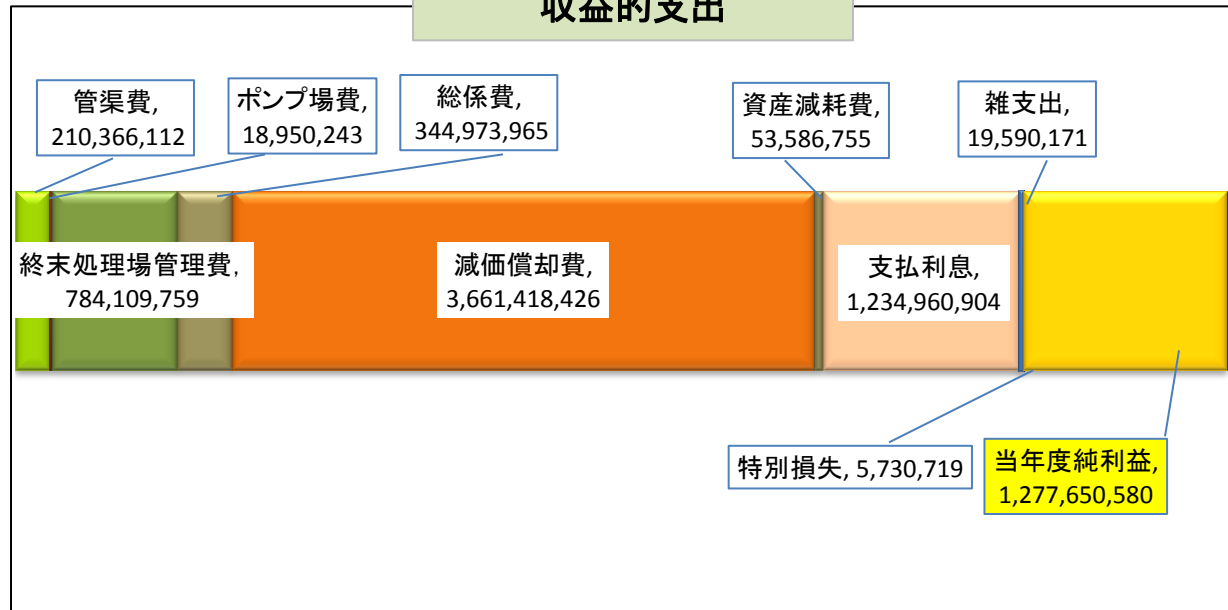 収益的支出
管渠費,
210,366,112
ポンプ場費,
18,950,243
総係費,
344,973,965
資産減耗費,
53,586,755
雑支出,
19,590,171
終末処理場管理費,
784,109,759
減価償却費,
3,661,418,426
支払利息,
1,234,960,904
特別損失, 5,730,719
当年度純利益,
1,277,650,580